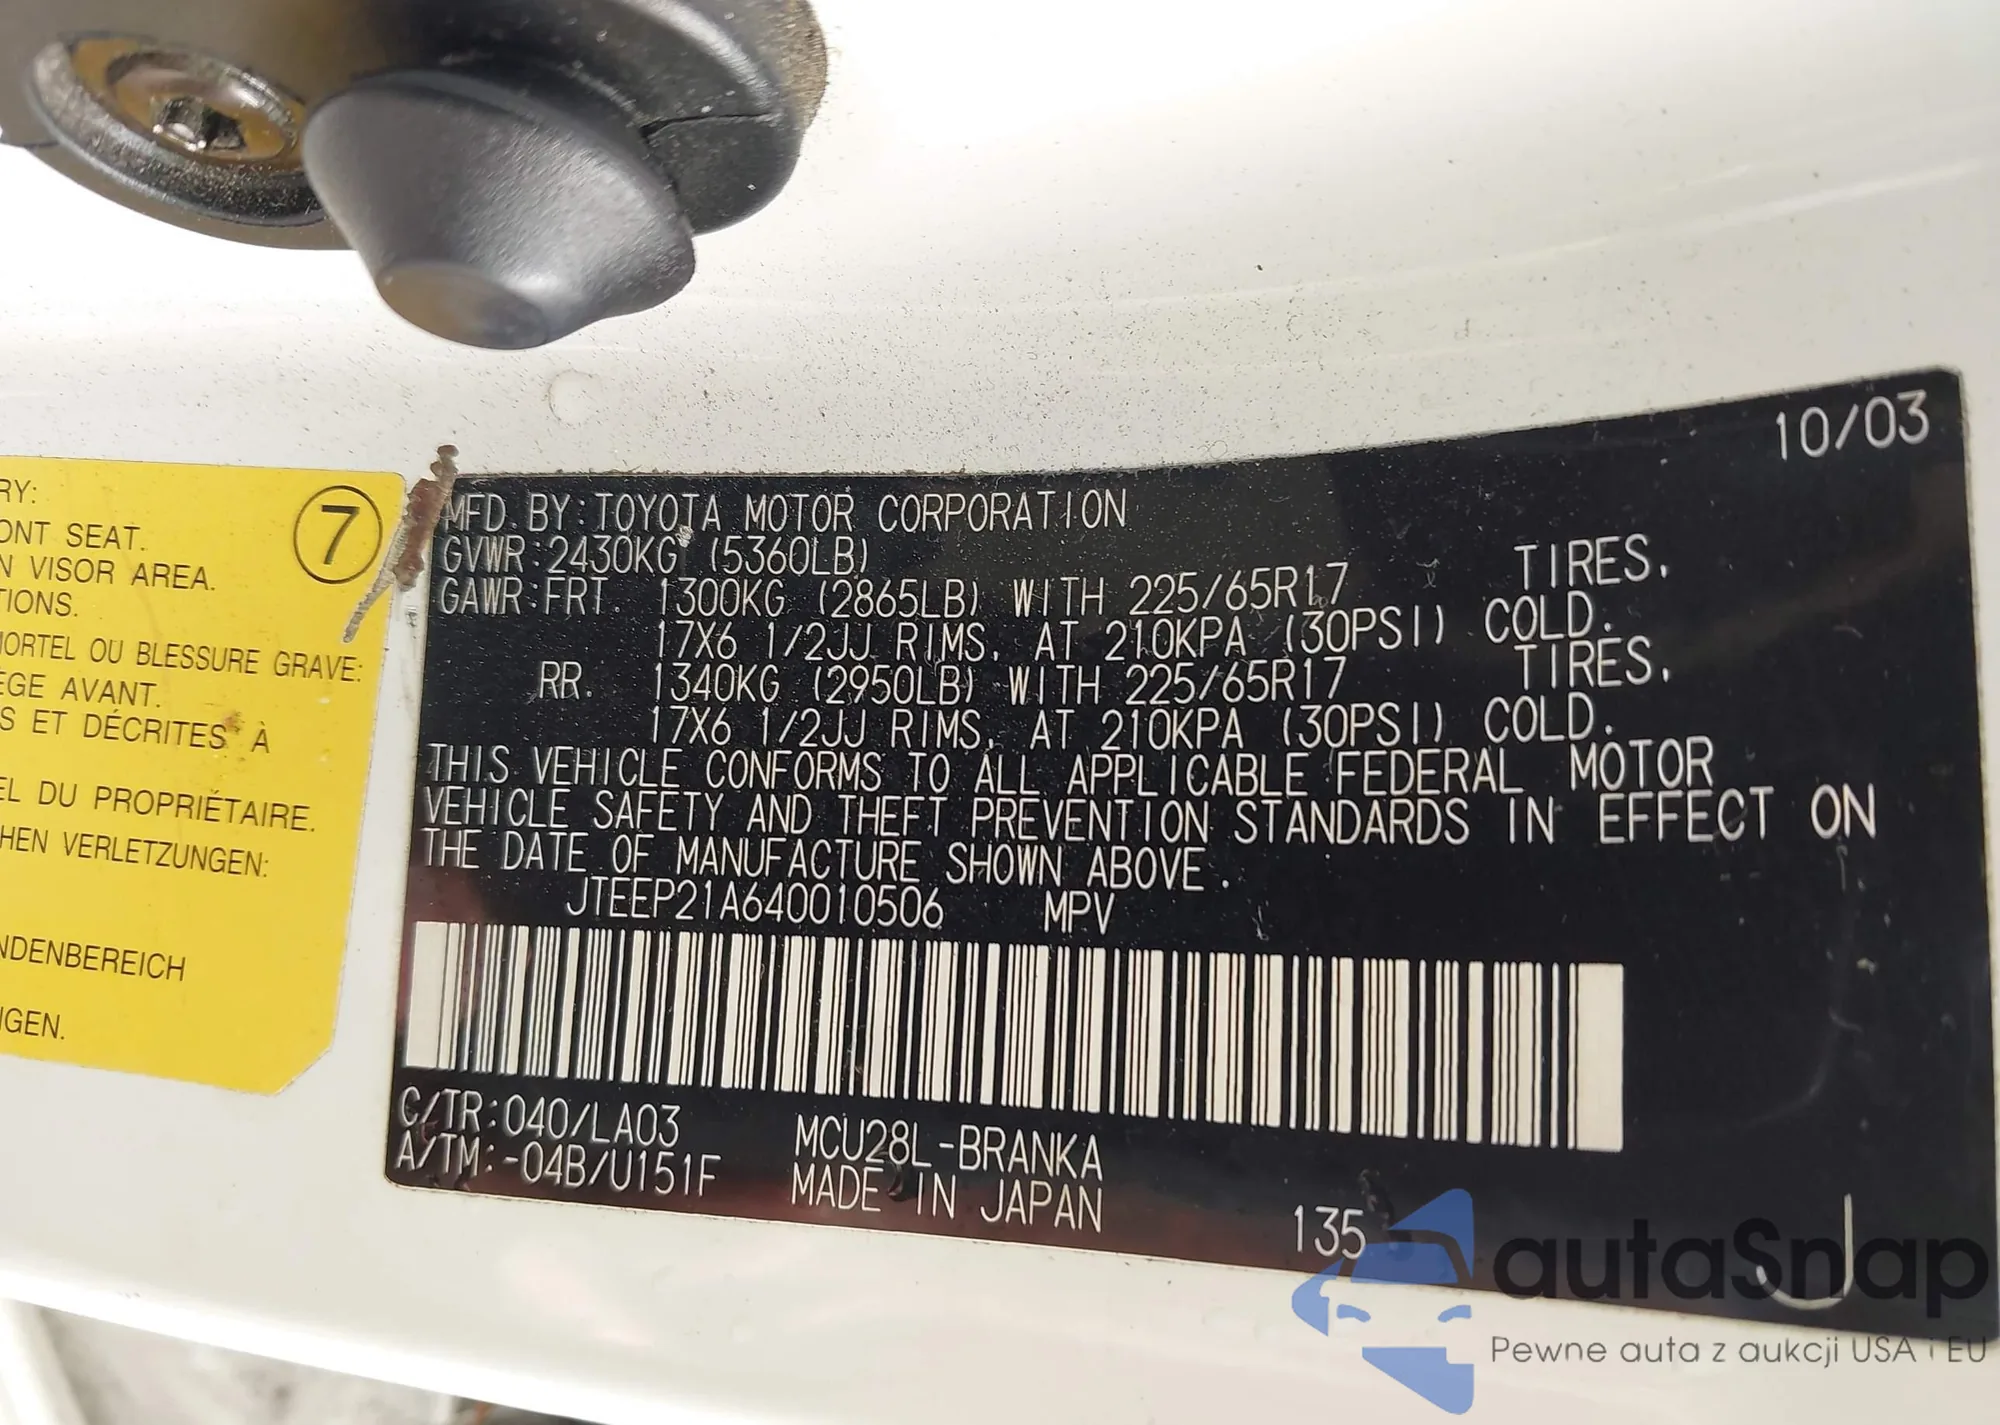 RY:
ONT SEAT.
N VISOR AREA.
TIONS.
MORTEL OU BLESSURE GRAVE:
ÈGE AVANT.
S ET DÉCRITES À
EL DU PROPRIÉTAIRE.
CHEN VERLETZUNGEN:
NDENBEREICH
NGEN.
7
10/03
MFD. BY: TOYOTA MOTOR CORPORATION
GVWR: 2430KG (5360LB)
GAWR: FRT. 1300KG (2865LB) WITH 225/65R17 TIRES,
17X6 1/2JJ RIMS, AT 210KPA (30PSI) COLD.
RR. 1340KG (2950LB) WITH 225/65R17 TIRES,
17X6 1/2JJ RIMS, AT 210KPA (30PSI) COLD.
THIS VEHICLE CONFORMS TO ALL APPLICABLE FEDERAL MOTOR
VEHICLE SAFETY AND THEFT PREVENTION STANDARDS IN EFFECT ON
THE DATE OF MANUFACTURE SHOWN ABOVE.
JTEEP21A640010506 MPV
C/TR: 040/LA03 MCU28L-BRANKA
A/TM: -04B/U151F MADE IN JAPAN
135 J
autaSnap
Pewne auta z aukcji USA i EU